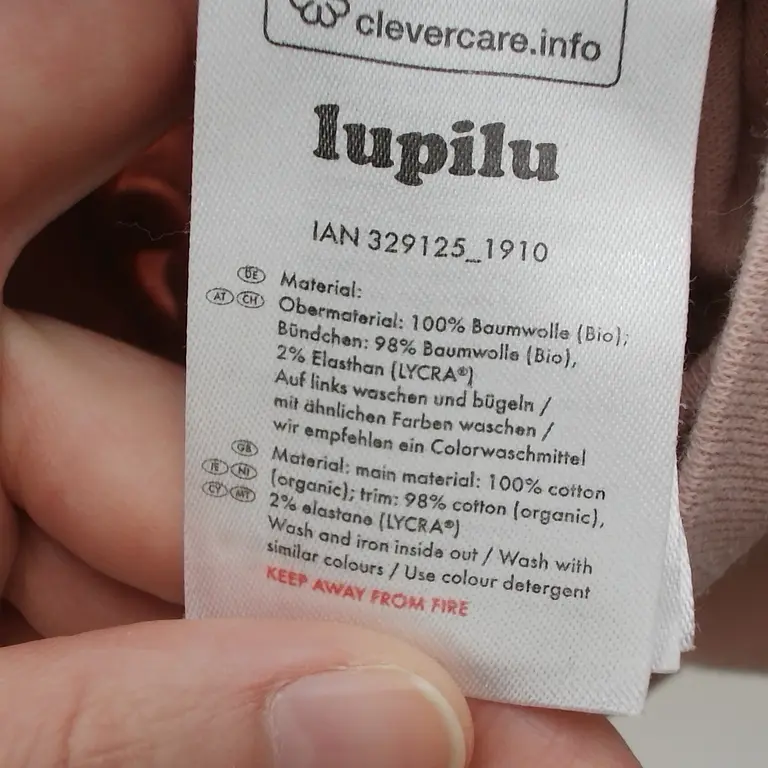 clevercare.info
lupilu
IAN 329125_1910
DE Material:
AT CH Obermaterial: 100% Baumwolle (Bio);
Bündchen: 98% Baumwolle (Bio),
2% Elasthan (LYCRA®)
Auf links waschen und bügeln /
mit ähnlichen Farben waschen /
wir empfehlen ein Colorwaschmittel
GB Material: main material: 100% cotton
IE NI (organic); trim: 98% cotton (organic),
CY MT 2% elastane (LYCRA®)
Wash and iron inside out / Wash with
similar colours / Use colour detergent
KEEP AWAY FROM FIRE